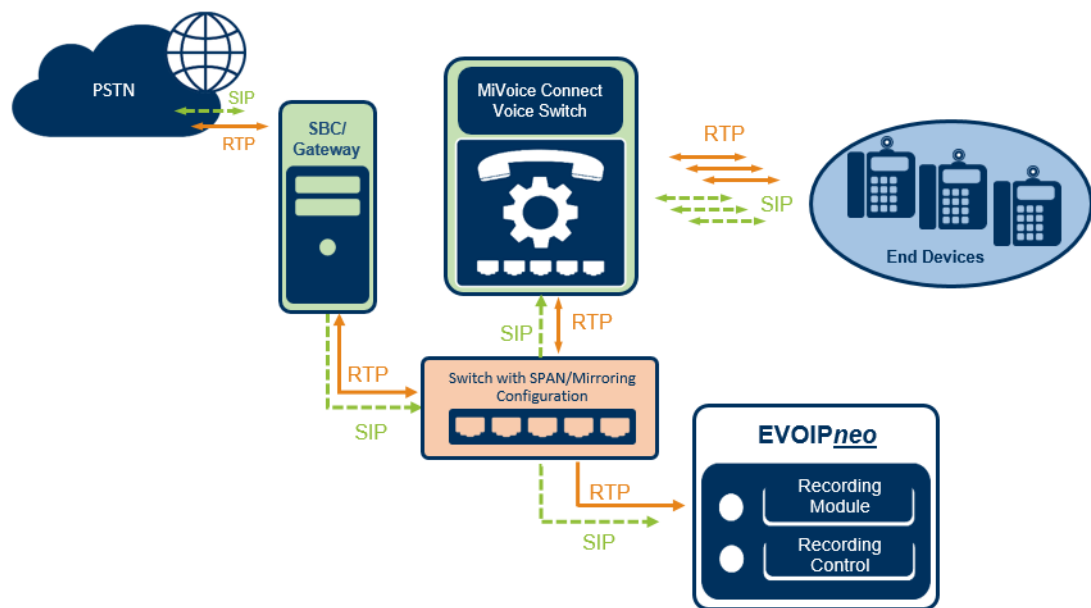 PSTN
SIP
RTP
SBC/
Gateway
MiVoice Connect
Voice Switch
RTP
SIP
End Devices
SIP
RTP
RTP
SIP
Switch with SPAN/Mirroring
Configuration
RTP
SIP
EVOIPneo
Recording
Module
Recording
Control